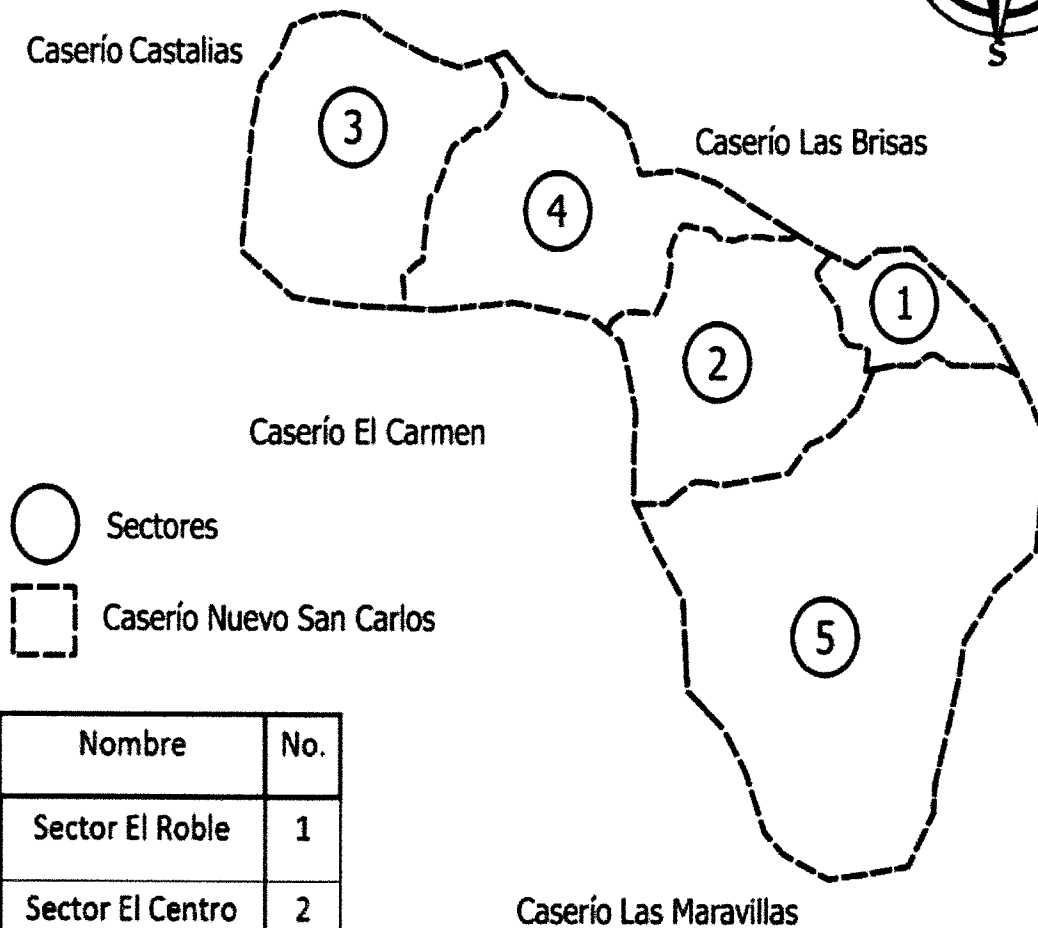 S
Caserío Castalias
3
Caserío Las Brisas
4
1
2
Caserío El Carmen
Sectores
Caserío Nuevo San Carlos
5
Nombre No.
Sector El Roble 1
Sector El Centro 2
Caserío Las Maravillas